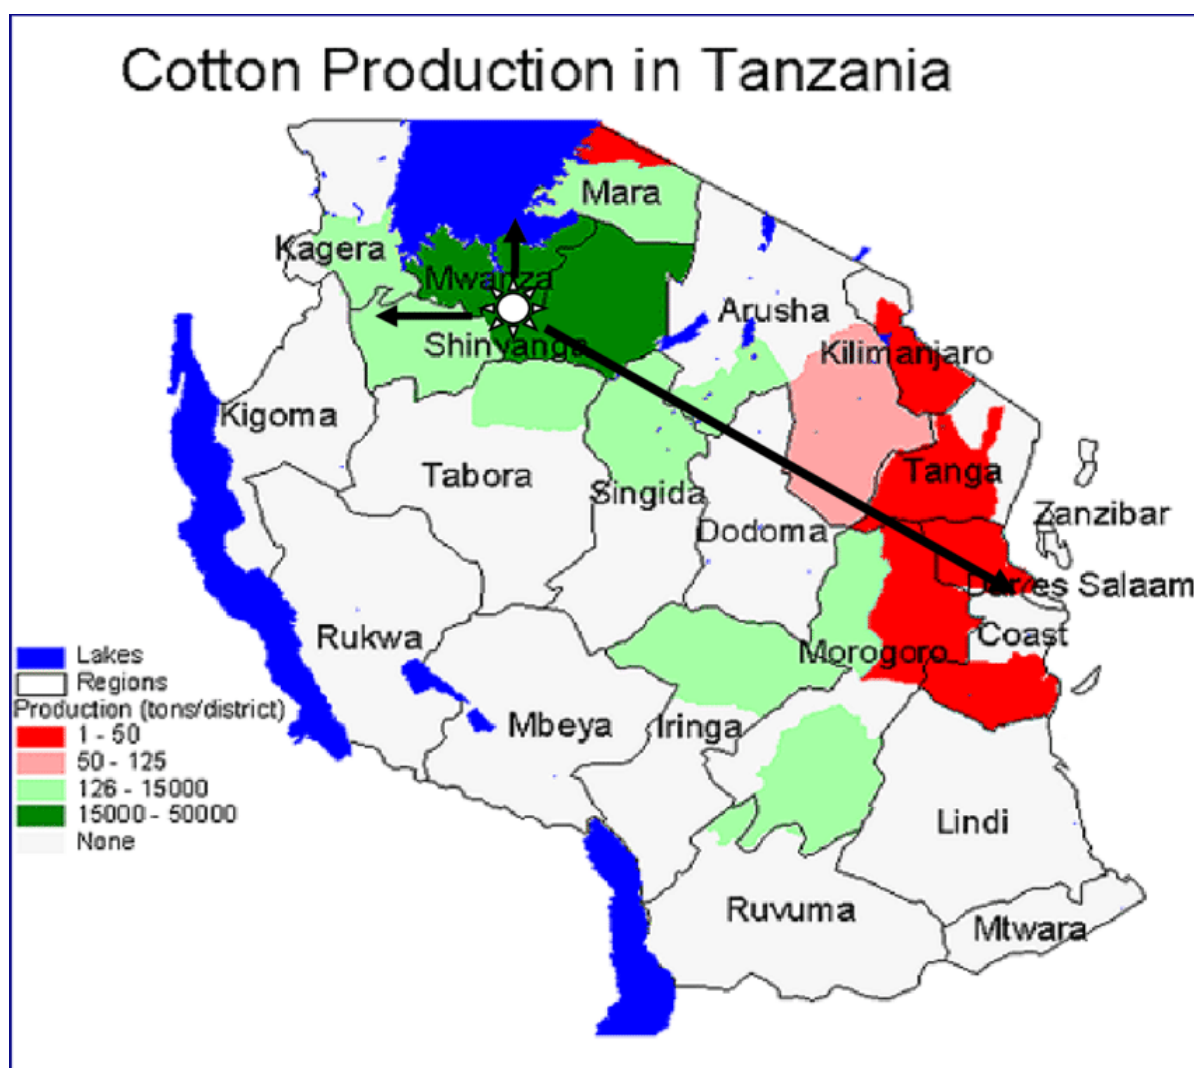 Cotton Production in Tanzania
Mara
Kagera
Mwanza
Arusha
Shinyanga
Kilimanjaro
Kigoma
Tabora
Tanga
Singida
Zanzibar
Dodoma
Dar es Salaam
Rukwa
Coast
Morogoro
Mbeya
Iringa
Lindi
Ruvuma
Mtwara
Lakes
Regions
Production (tons/district)
1 - 50
50 - 125
126 - 15000
15000 - 50000
None